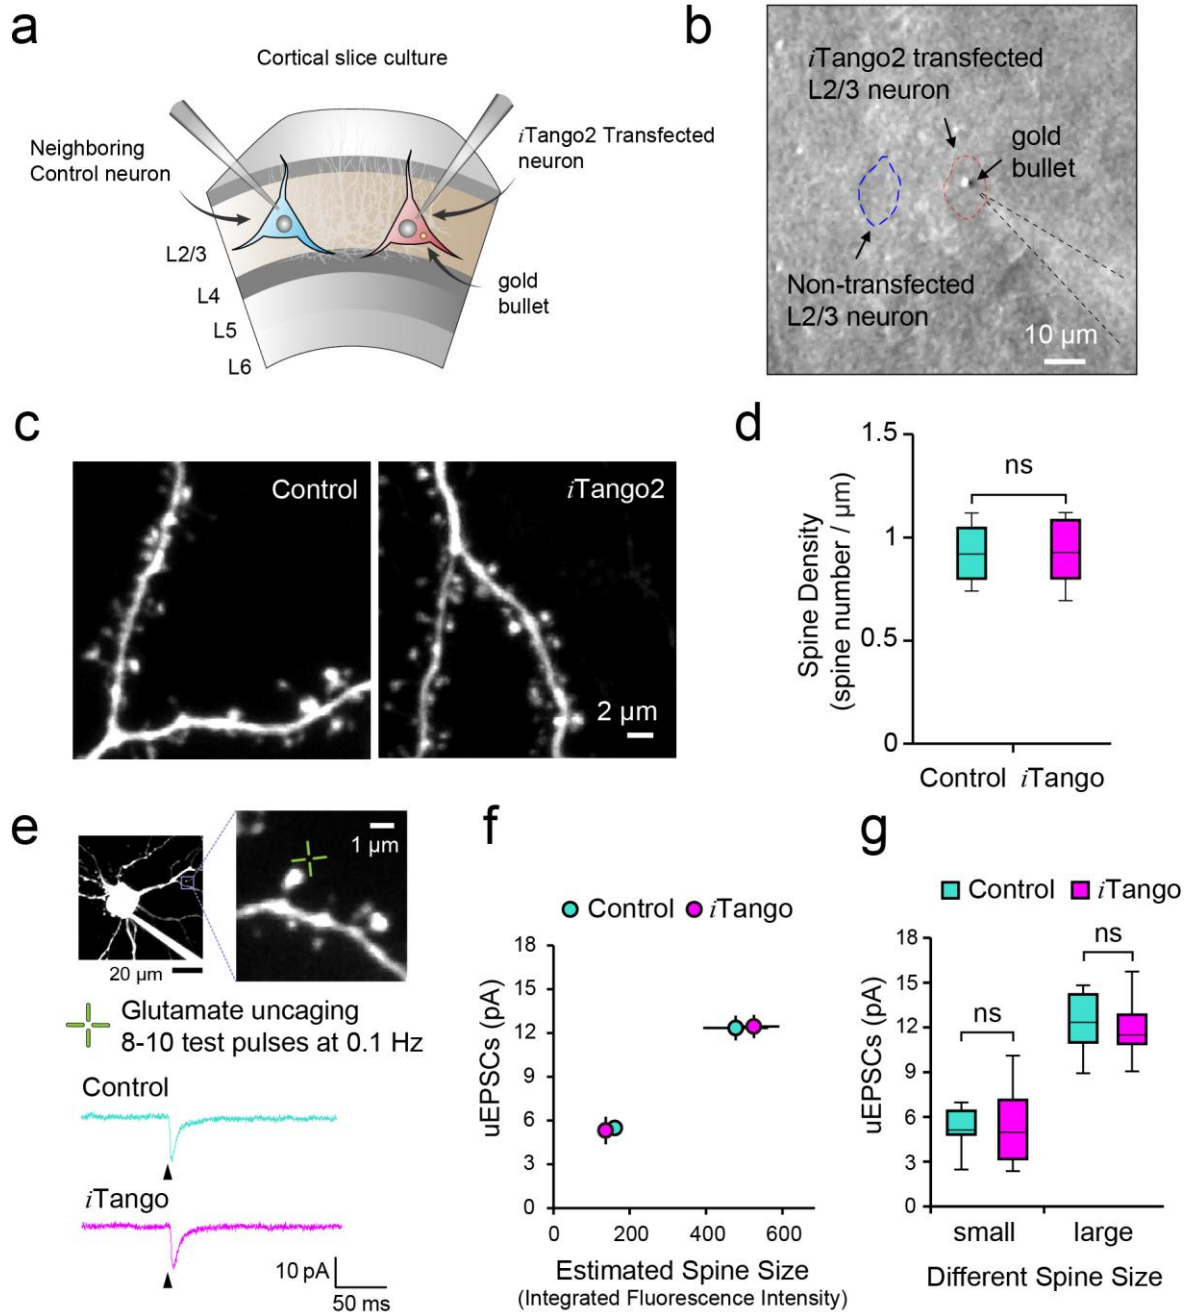 a
Cortical slice culture
Neighboring
Control neuron
iTango2 Transfected
neuron
L2/3
L4
L5
L6
gold
bullet
b
iTango2 transfected
L2/3 neuron
gold
bullet
Non-transfected
L2/3 neuron
10 µm
c
Control
iTango2
2 µm
d
1.5
1
0.5
0
Spine Density
(spine number / µm)
ns
Control iTango
e
1 µm
20 µm
Glutamate uncaging
8-10 test pulses at 0.1 Hz
Control
iTango
10 pA
50 ms
f
Control iTango
18
15
12
9
6
3
0
uEPSCs (pA)
0 200 400 600
Estimated Spine Size
(Integrated Fluorescence Intensity)
g
Control iTango
18
15
12
9
6
3
0
uEPSCs (pA)
ns
ns
small large
Different Spine Size